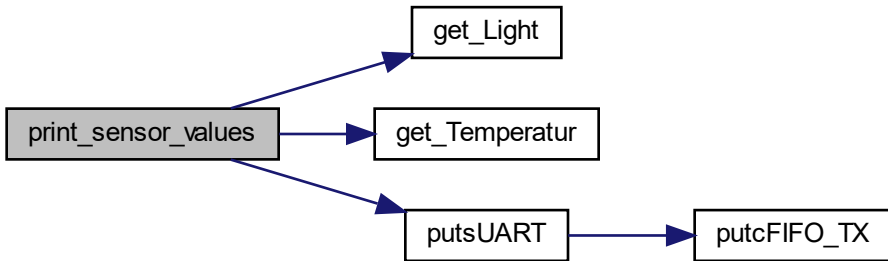 get_Light
print_sensor_values
get_Temperatur
putsUART
putcFIFO_TX